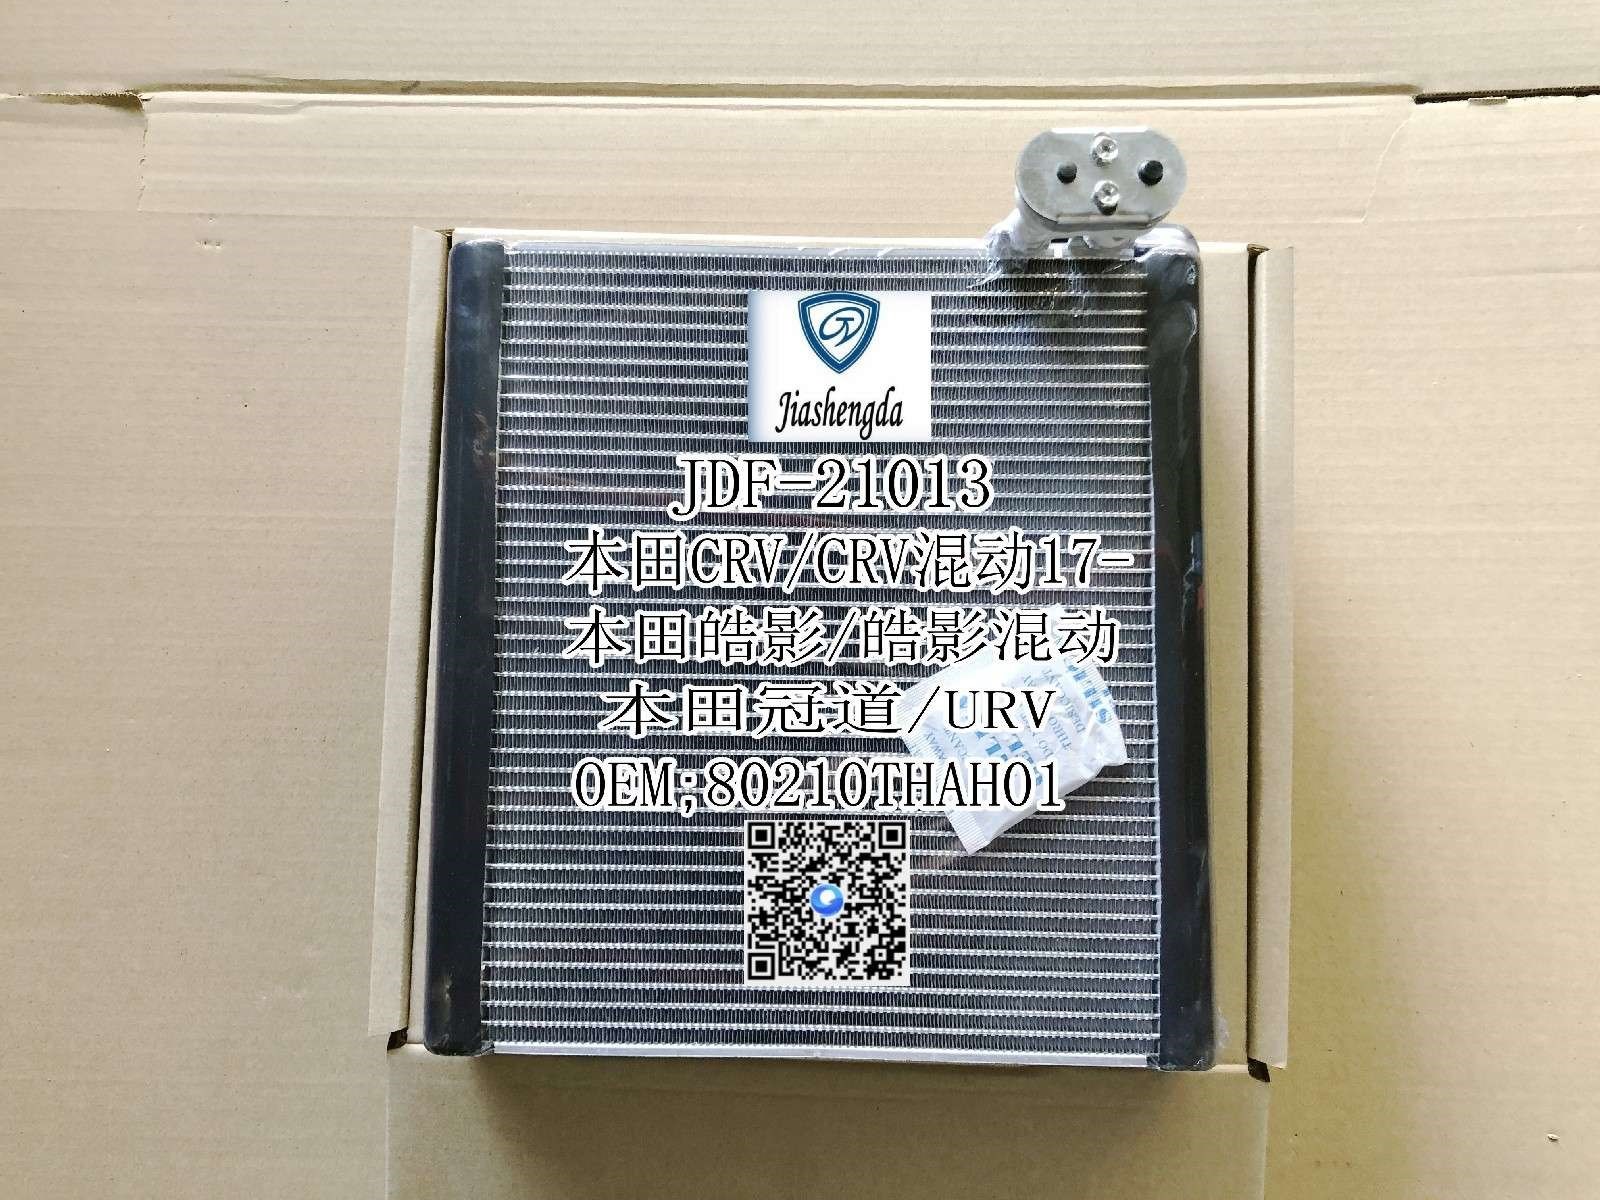 Jiashengda
JDF-21013
本田CRV/CRV混动17-
本田皓影/皓影混动
本田冠道/URV
OEM;80210THAH01